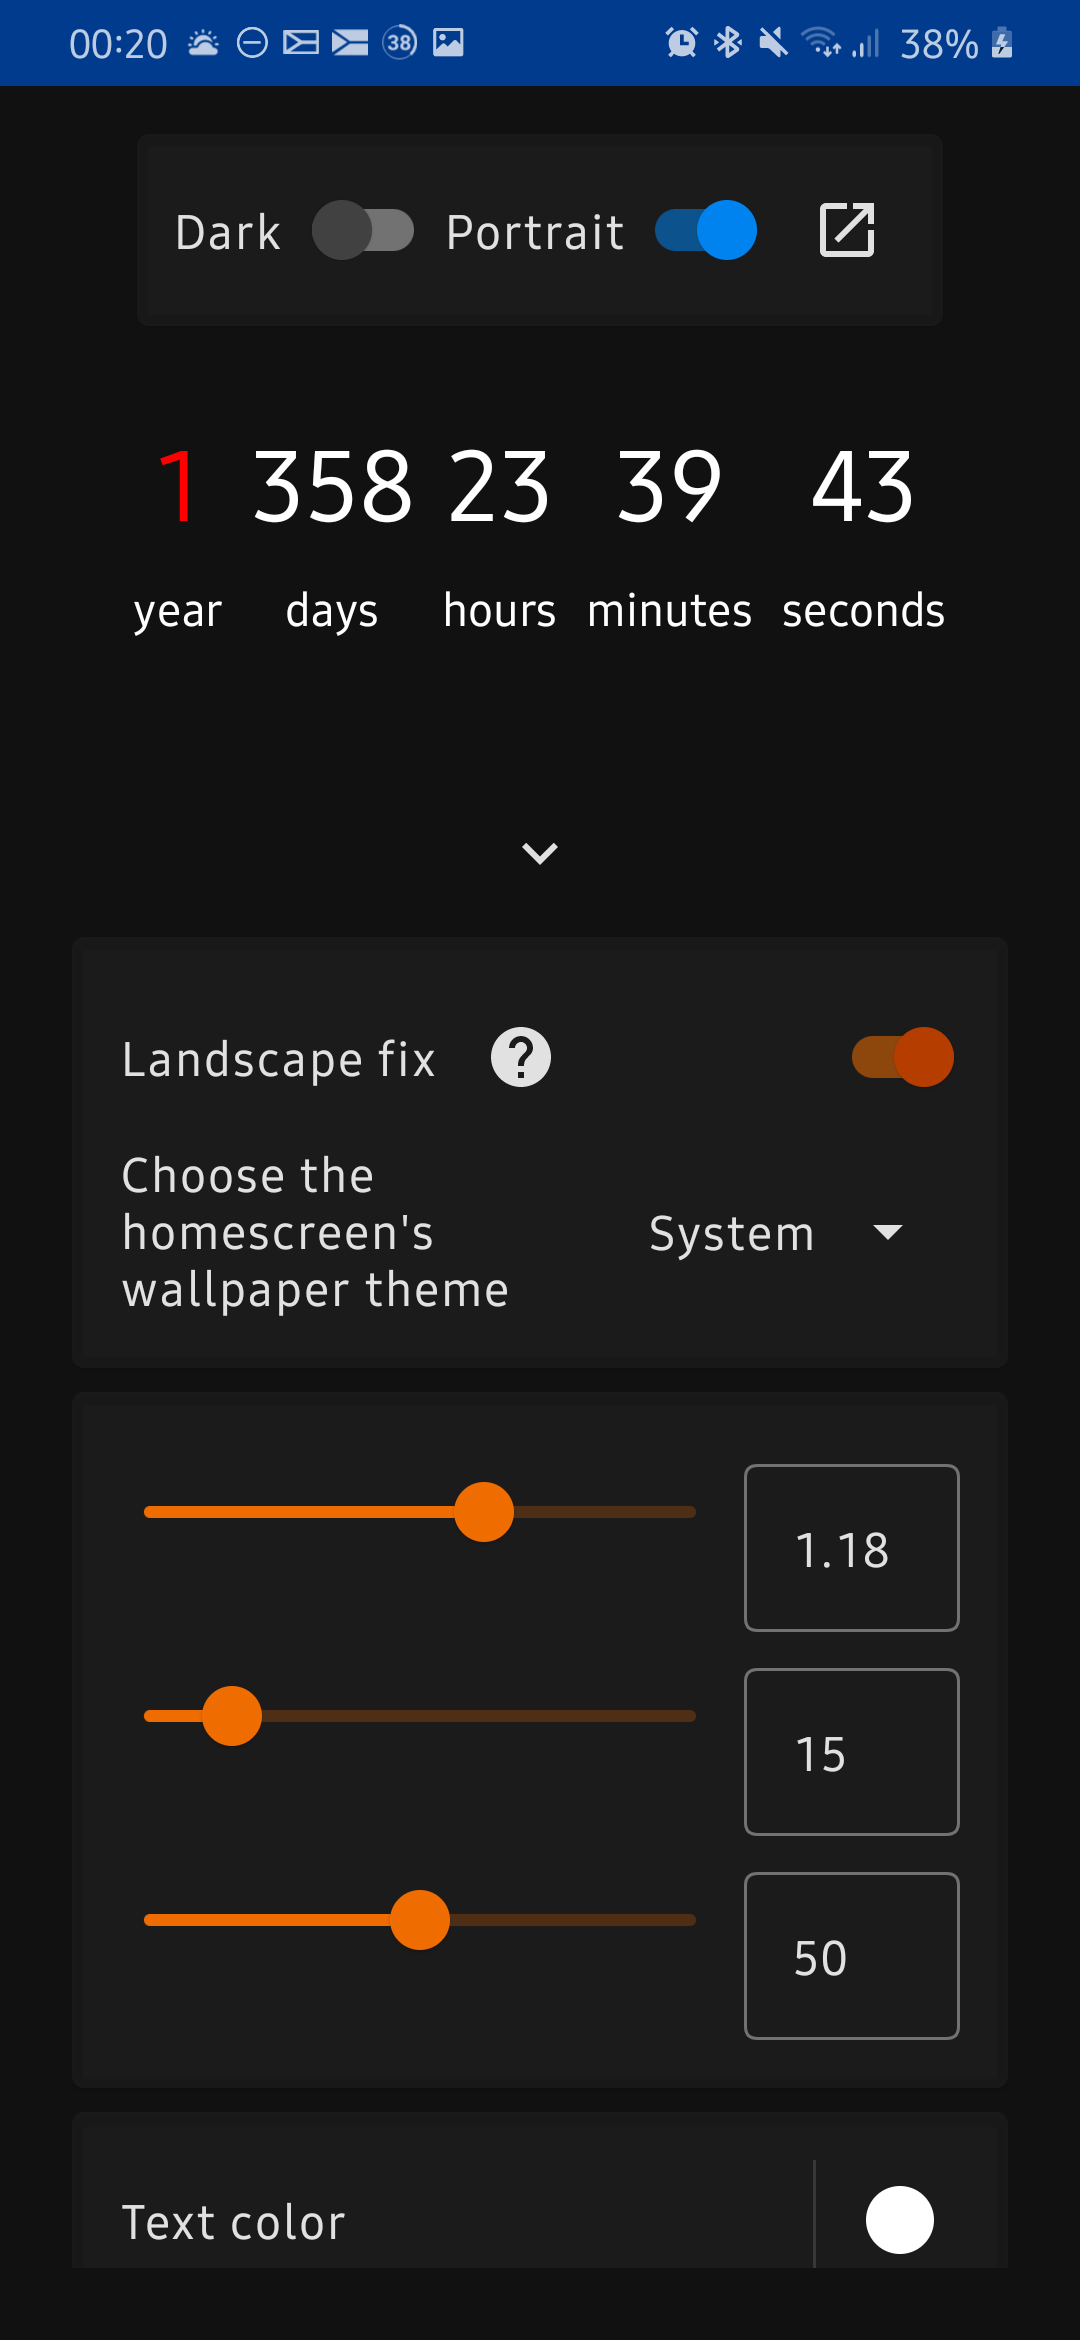 00:20 38 38%
Dark Portrait
1 358 23 39 43
year days hours minutes seconds
Landscape fix ?
Choose the
homescreen's
wallpaper theme
System
1.18
15
50
Text color